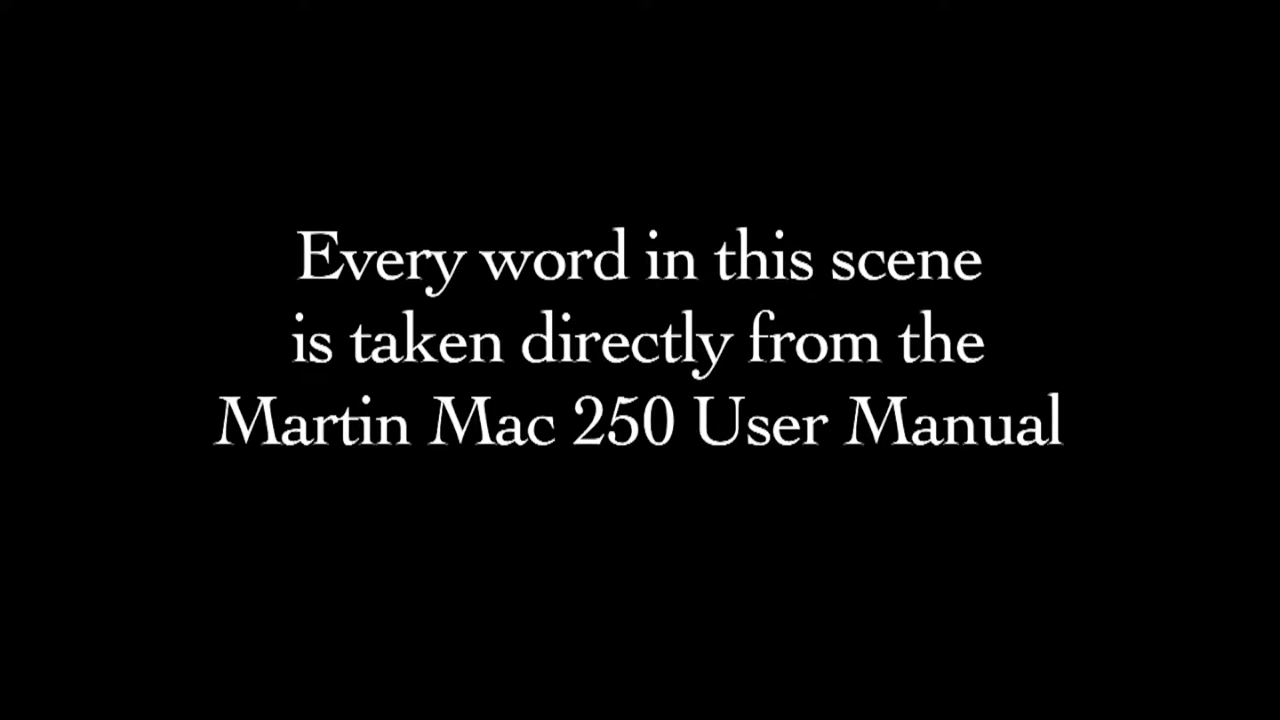 Every word in this scene
is taken directly from the
Martin Mac 250 User Manual